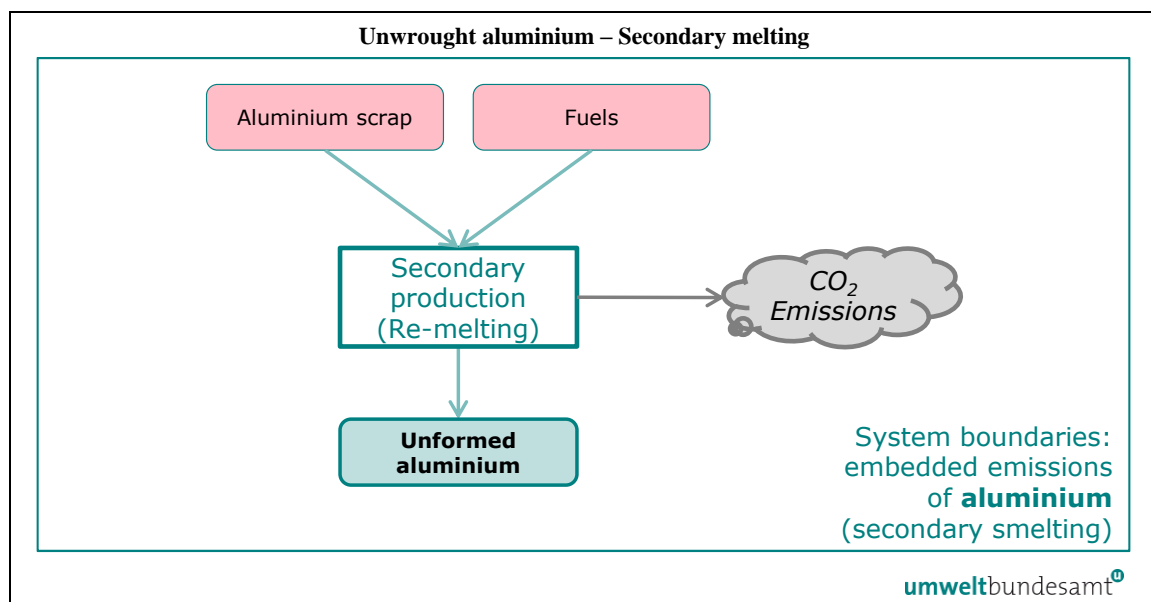 Unwrought aluminium – Secondary melting
Aluminium scrap
Fuels
Secondary
production
(Re-melting)
CO₂
Emissions
Unformed
aluminium
System boundaries:
embedded emissions
of aluminium
(secondary smelting)
umweltbundesamt u